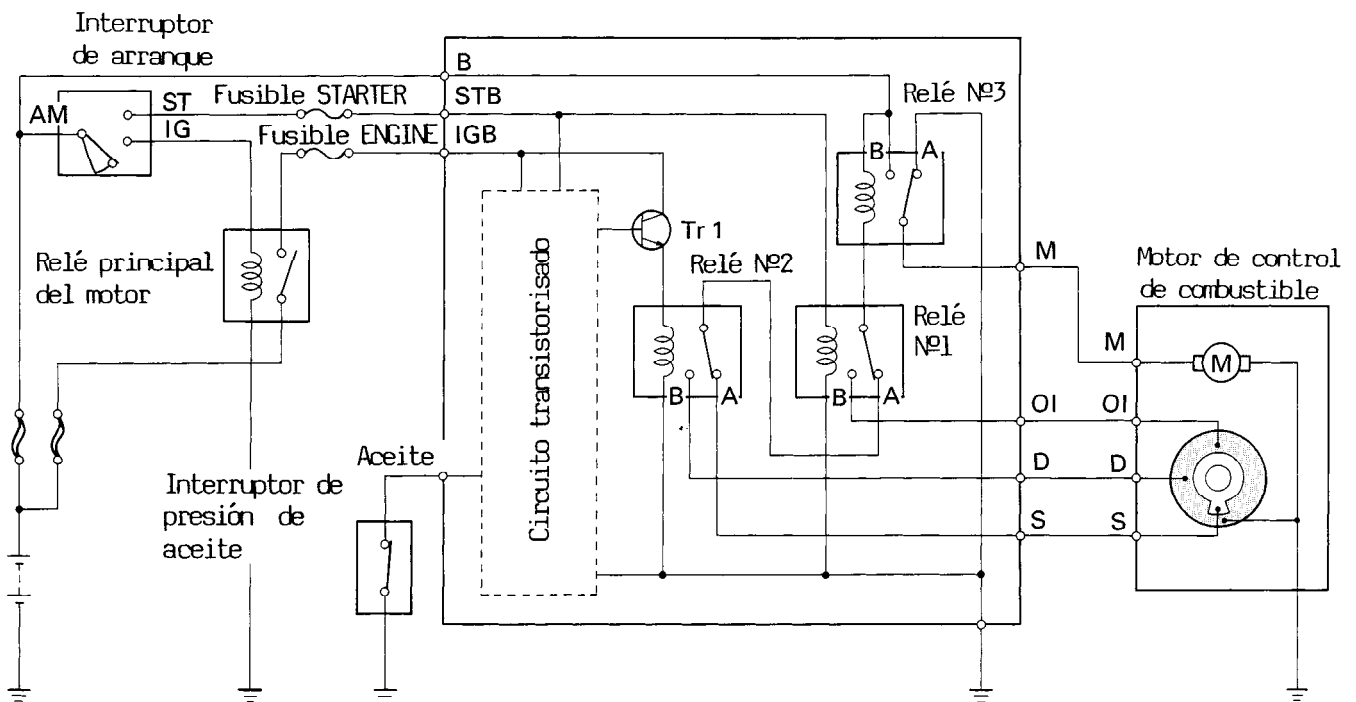 Interruptor
de arranque
B
AM
ST
Fusible STARTER
STB
Relé Nº3
IG
Fusible ENGINE
IGB
B
A
Tr 1
Relé principal
del motor
Relé Nº2
M
Motor de control
de combustible
Relé
Nº1
M
M
B
A
B
A
OI
OI
Circuito transistorisado
Aceite
D
D
Interruptor de
presión de
aceite
S
S